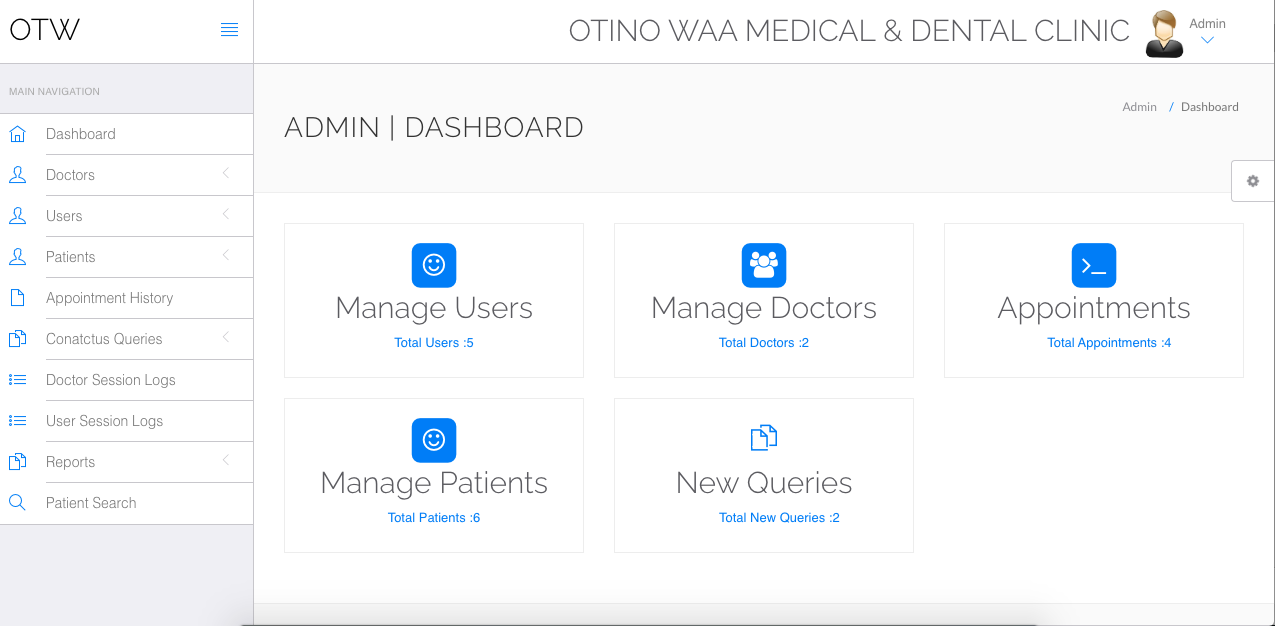 OTW
OTINO WAA MEDICAL & DENTAL CLINIC
Admin
MAIN NAVIGATION
Dashboard
Doctors
Users
Patients
Appointment History
Conatctus Queries
Doctor Session Logs
User Session Logs
Reports
Patient Search
ADMIN | DASHBOARD
Admin / Dashboard
Manage Users
Total Users :5
Manage Doctors
Total Doctors :2
Appointments
Total Appointments :4
Manage Patients
Total Patients :6
New Queries
Total New Queries :2